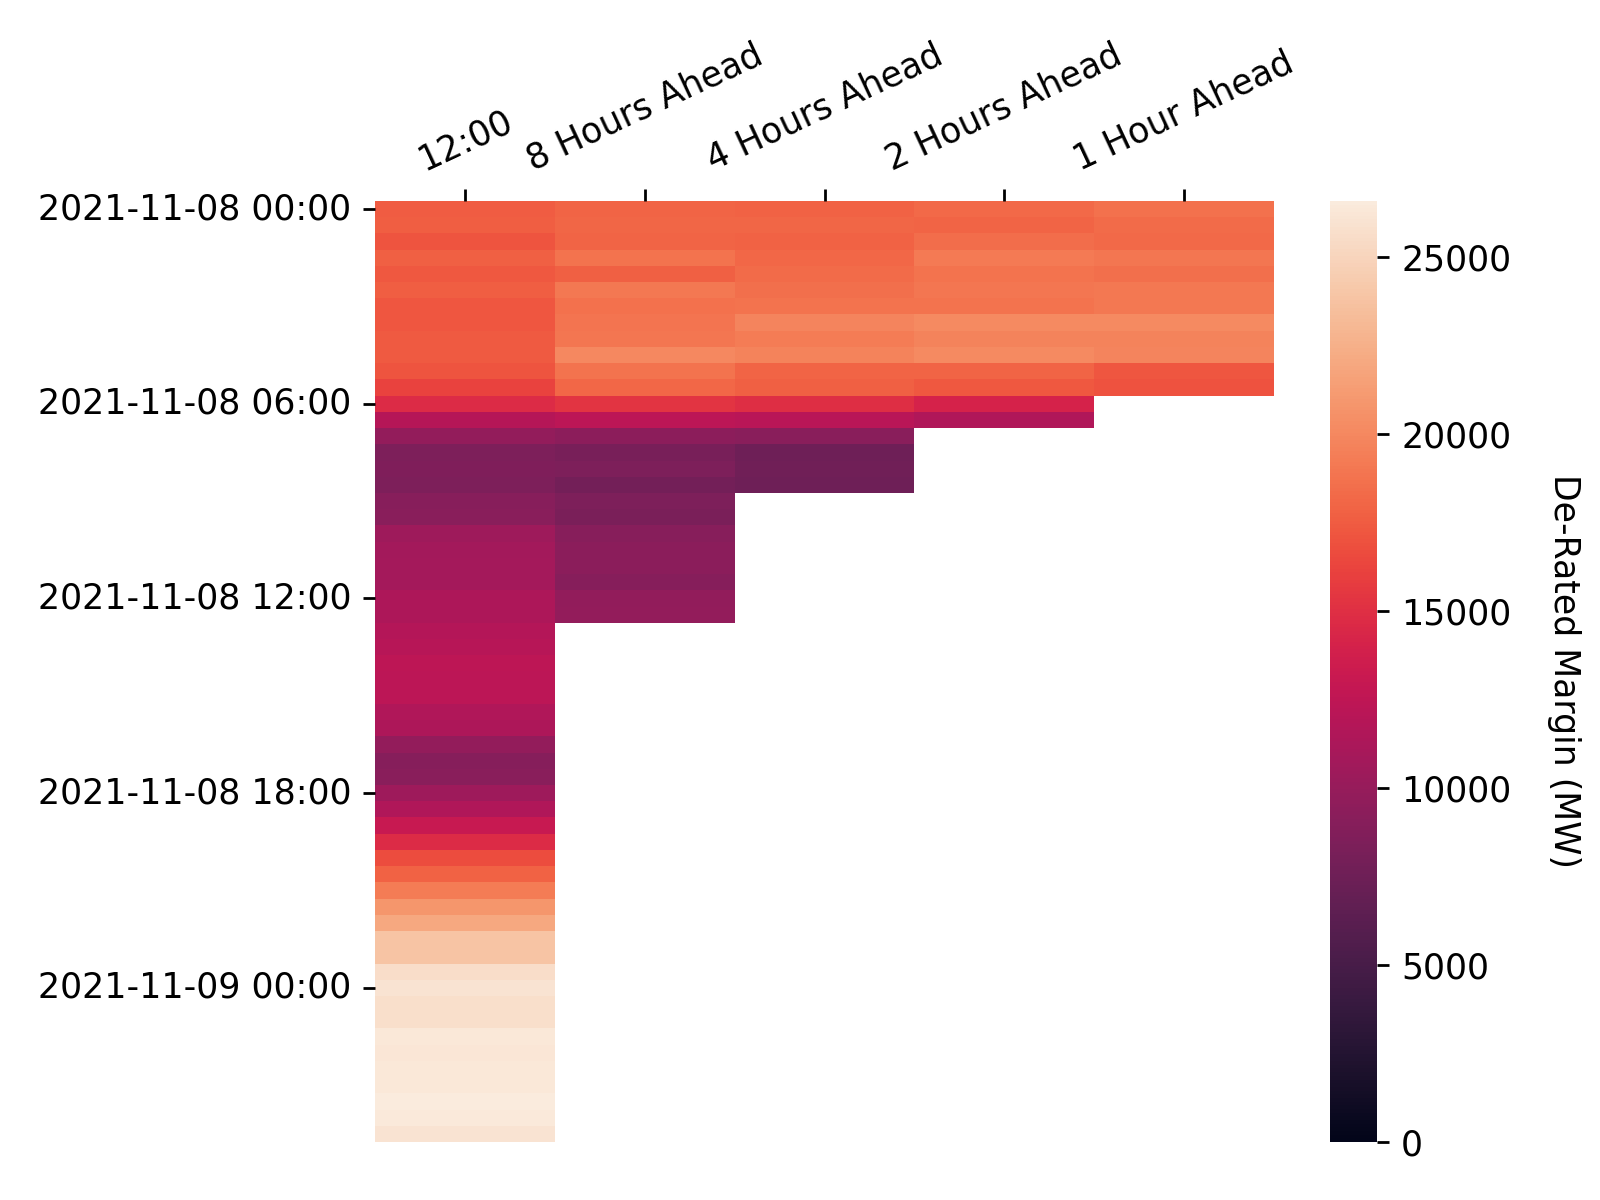 12:00
8 Hours Ahead
4 Hours Ahead
2 Hours Ahead
1 Hour Ahead
2021-11-08 00:00
2021-11-08 06:00
2021-11-08 12:00
2021-11-08 18:00
2021-11-09 00:00
25000
20000
15000
10000
5000
0
De-Rated Margin (MW)